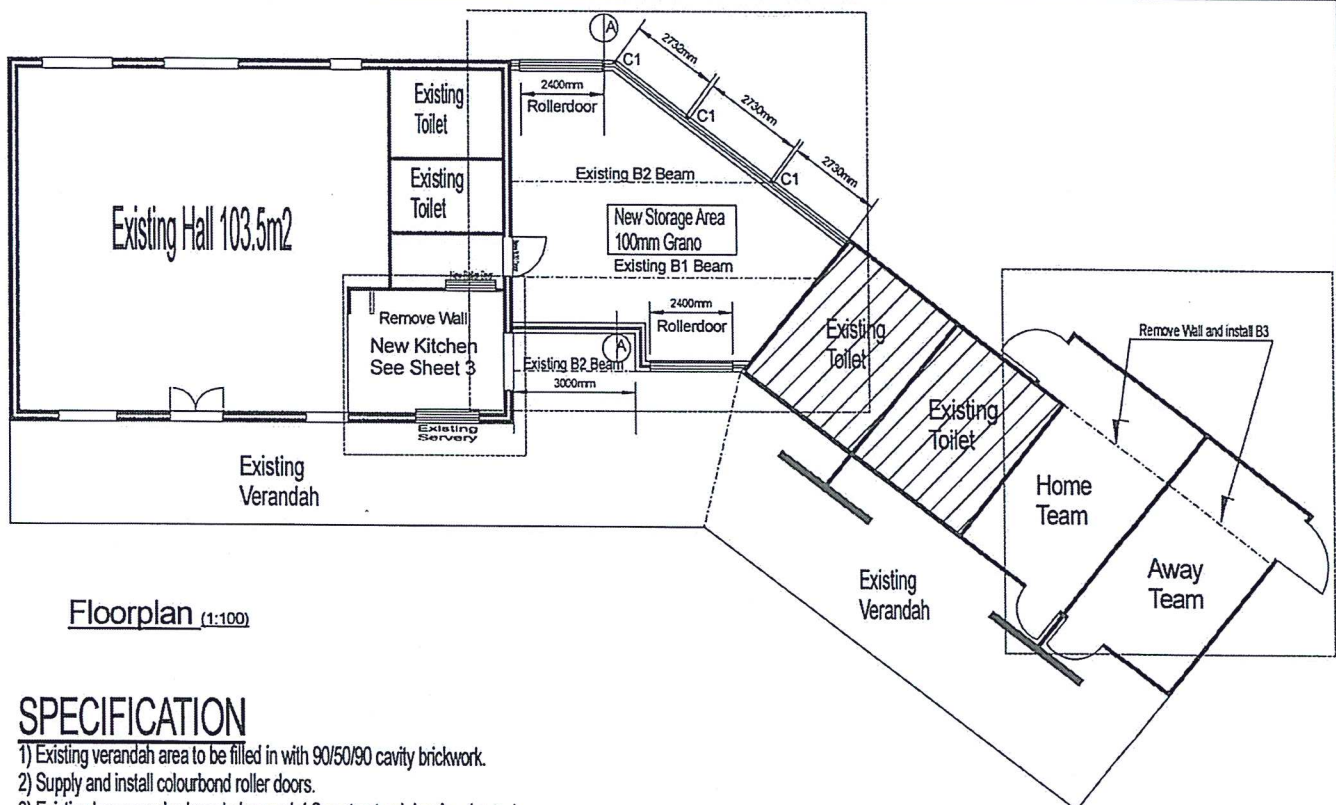 A
2732mm
C1
2400mm
Rollerdoor
2730mm
C1
2730mm
C1
Existing
Toilet
Existing B2 Beam
Existing
Toilet
Existing Hall 103.5m2
New Storage Area
100mm Grano
Existing B1 Beam
Remove Wall
New Kitchen
See Sheet 3
2400mm
Rollerdoor
A
Existing B2 Beam
3000mm
Existing
Toilet
Remove Wall and install B3
Existing
Servery
Existing
Toilet
Existing
Verandah
Home
Team
Away
Team
Existing
Verandah
Floorplan (1:100)
SPECIFICATION
1) Existing verandah area to be filled in with 90/50/90 cavity brickwork.
2) Supply and install colourbond roller doors.